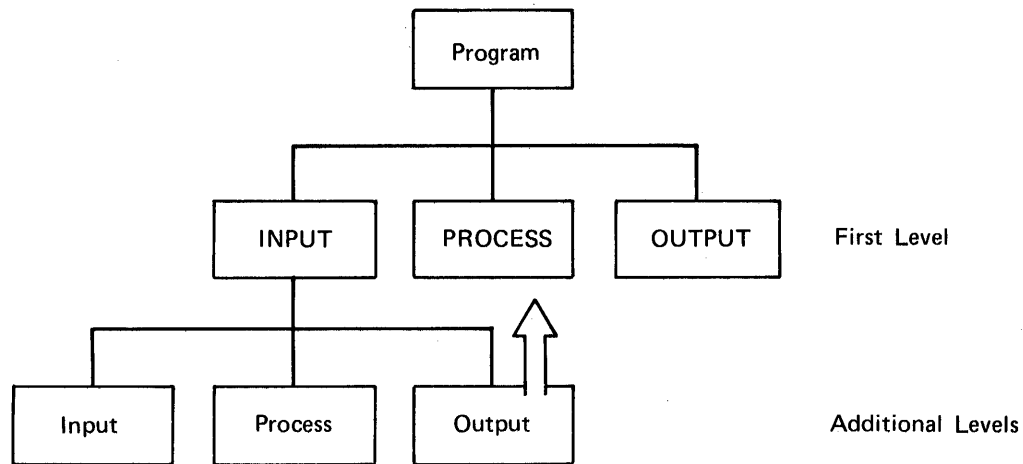 Program
INPUT PROCESS OUTPUT First Level
Input Process Output Additional Levels